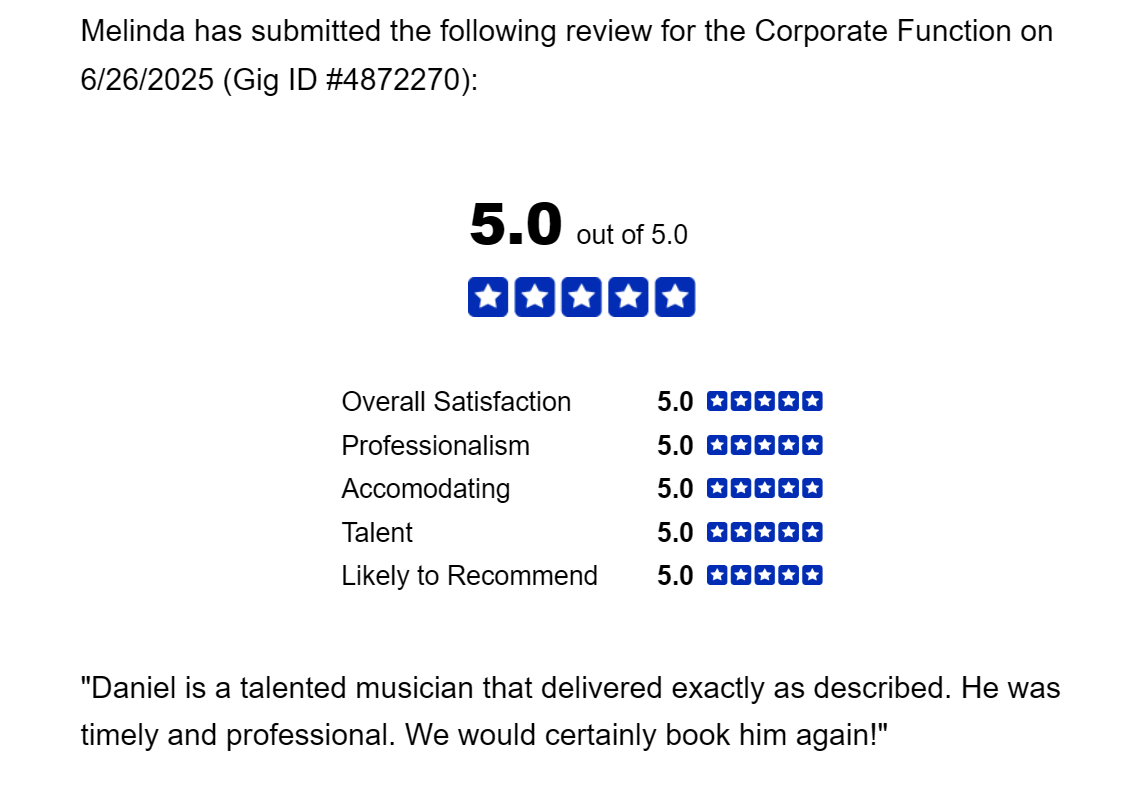 Melinda has submitted the following review for the Corporate Function on
6/26/2025 (Gig ID #4872270):
5.0 out of 5.0
Overall Satisfaction 5.0
Professionalism 5.0
Accomodating 5.0
Talent 5.0
Likely to Recommend 5.0
"Daniel is a talented musician that delivered exactly as described. He was
timely and professional. We would certainly book him again!"